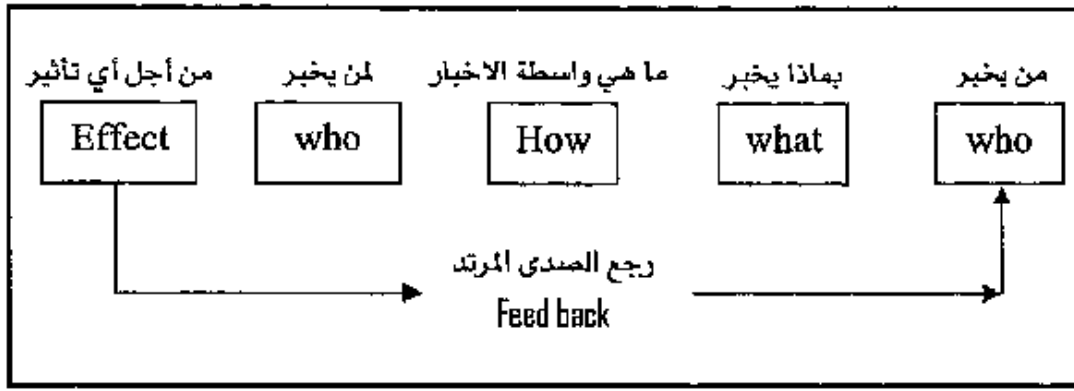 من يخبر
بماذا يخبر
ما هي واسطة الاخبار
لمن يخبر
من أجل أي تأثير
who
what
How
who
Effect
رجع الصدى المرتد
Feed back